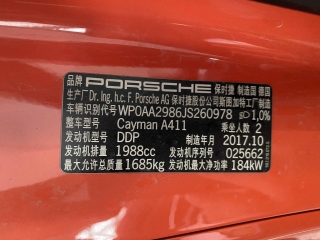 品牌 PORSCHE 保时捷 制造国 德国
生产厂 Dr. Ing. h.c. F. Porsche AG 保时捷股份公司斯图加特工厂制造
车辆识别代号 WP0AA2986JS260978 1,0%
整车型号 Cayman A411 乘坐人数 2
发动机型号 DDP 制造年月 2017.10
发动机排量 1988cc 发动机序列号 025662
最大允许总质量 1685kg 发动机最大净功率 184kW